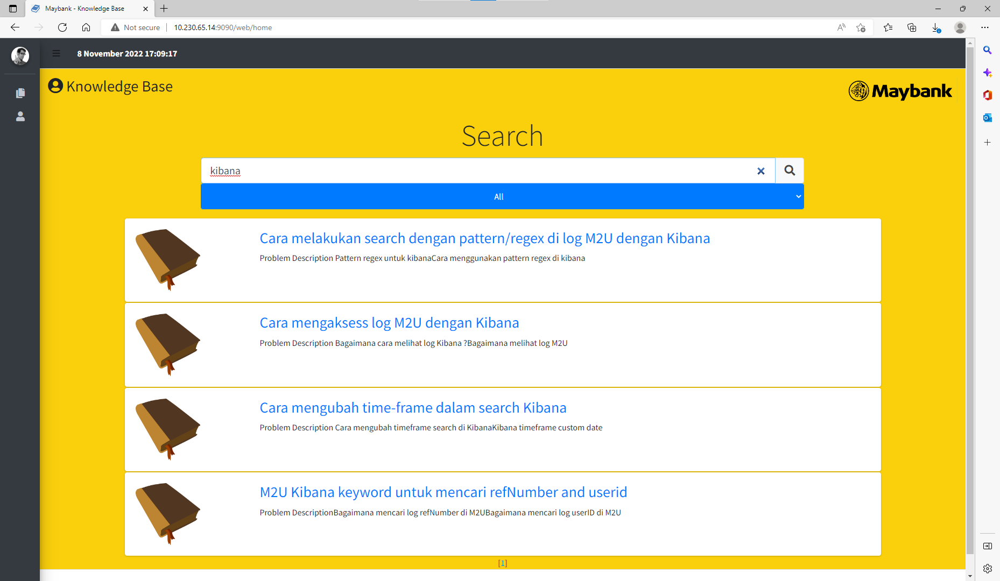 Maybank - Knowledge Base
Not secure
10.230.65.14:9090/web/home
8 November 2022 17:09:17
Knowledge Base
Maybank
Search
kibana
All
Cara melakukan search dengan pattern/regex di log M2U dengan Kibana
Problem Description Pattern regex untuk kibanaCara menggunakan pattern regex di kibana
Cara mengaksess log M2U dengan Kibana
Problem Description Bagaimana cara melihat log Kibana ?Bagaimana melihat log M2U
Cara mengubah time-frame dalam search Kibana
Problem Description Cara mengubah timeframe search di KibanaKibana timeframe custom date
M2U Kibana keyword untuk mencari refNumber and userid
Problem DescriptionBagaimana mencari log refNumber di M2UBagaimana mencari log userID di M2U
[1]